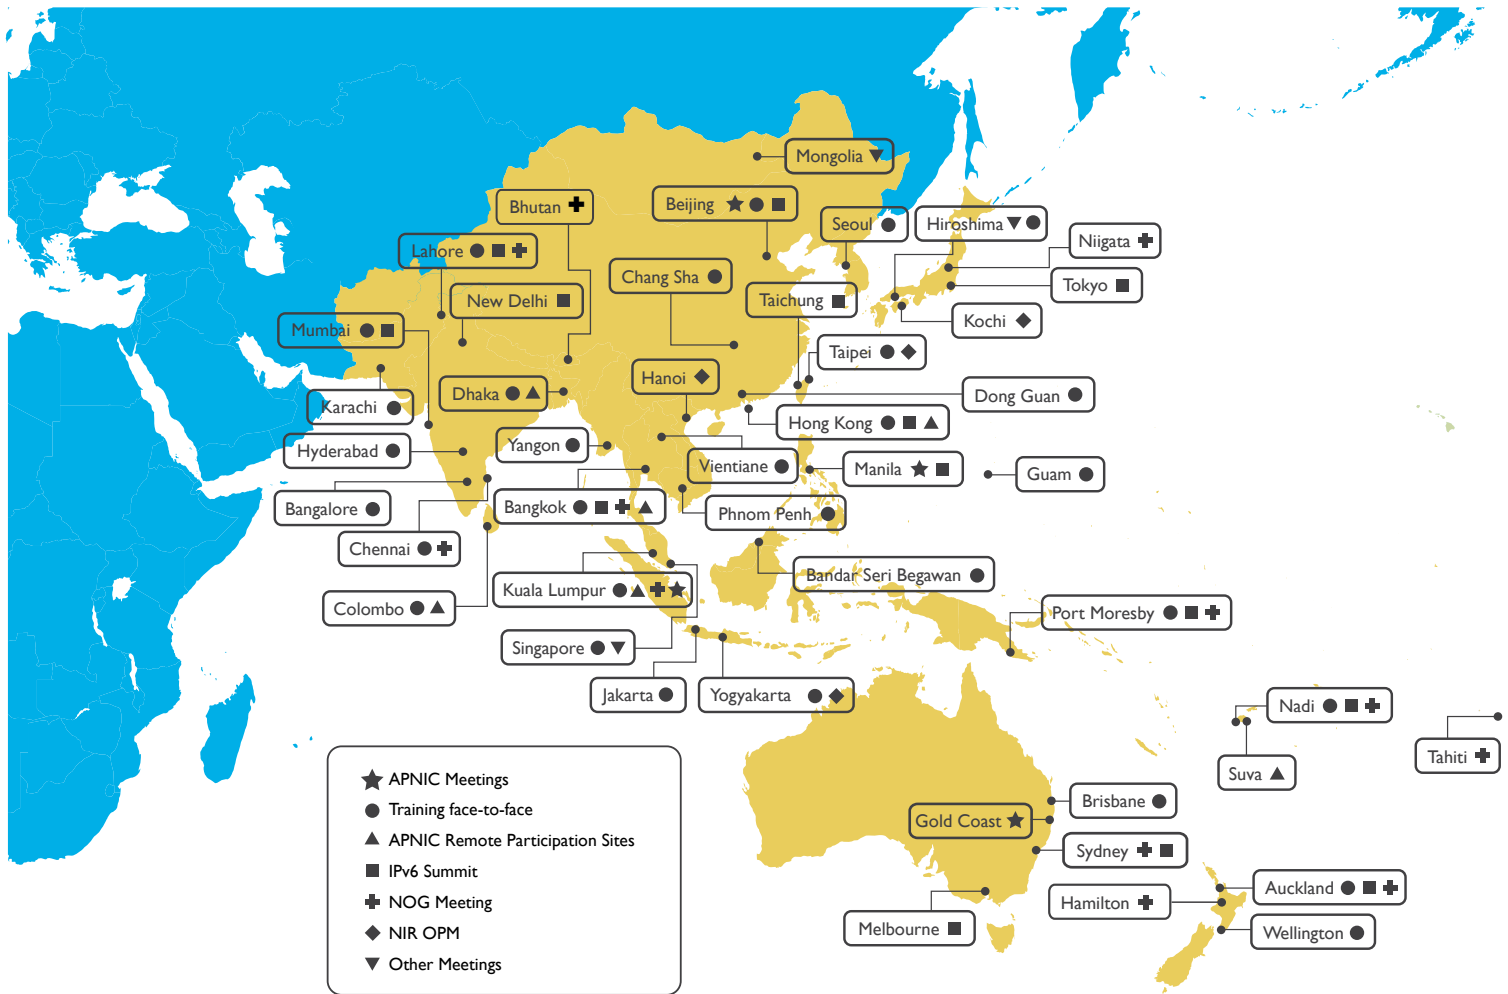 Mongolia
Bhutan
Beijing
Seoul
Hiroshima
Niigata
Lahore
Chang Sha
Tokyo
New Delhi
Taichung
Kochi
Mumbai
Taipei
Hanoi
Dhaka
Dong Guan
Karachi
Hong Kong
Hyderabad
Yangon
Vientiane
Manila
Guam
Bangalore
Bangkok
Phnom Penh
Chennai
Bandar Seri Begawan
Kuala Lumpur
Colombo
Port Moresby
Singapore
Jakarta
Yogyakarta
Nadi
Tahiti
Suva
APNIC Meetings
Training face-to-face
APNIC Remote Participation Sites
IPv6 Summit
NOG Meeting
NIR OPM
Other Meetings
Brisbane
Gold Coast
Sydney
Auckland
Hamilton
Melbourne
Wellington